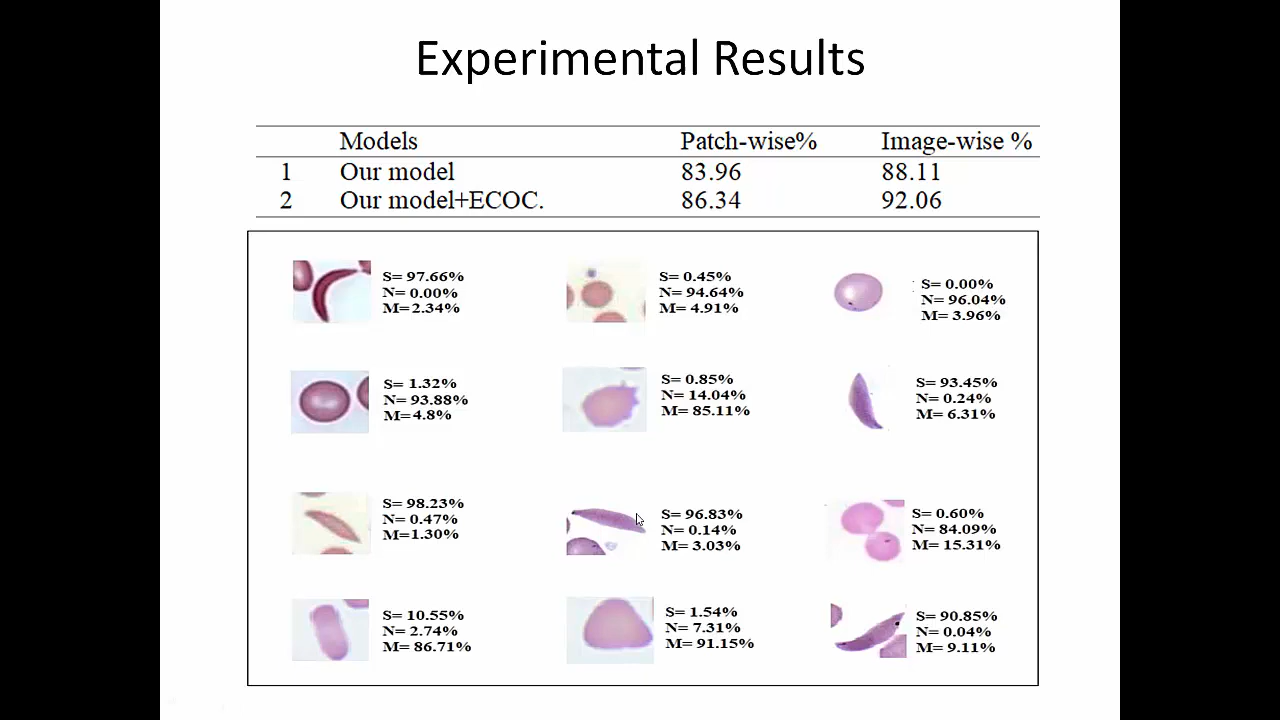 Experimental Results
Models Patch-wise% Image-wise %
1 Our model 83.96 88.11
2 Our model+ECOC. 86.34 92.06
S= 97.66%
N= 0.00%
M=2.34%
S= 0.45%
N= 94.64%
M= 4.91%
S= 0.00%
N= 96.04%
M= 3.96%
S= 1.32%
N= 93.88%
M=4.8%
S= 0.85%
N= 14.04%
M= 85.11%
S= 93.45%
N= 0.24%
M= 6.31%
S= 98.23%
N= 0.47%
M=1.30%
S= 96.83%
N= 0.14%
M= 3.03%
S= 0.60%
N= 84.09%
M= 15.31%
S= 10.55%
N= 2.74%
M= 86.71%
S= 1.54%
N= 7.31%
M= 91.15%
S= 90.85%
N= 0.04%
M= 9.11%